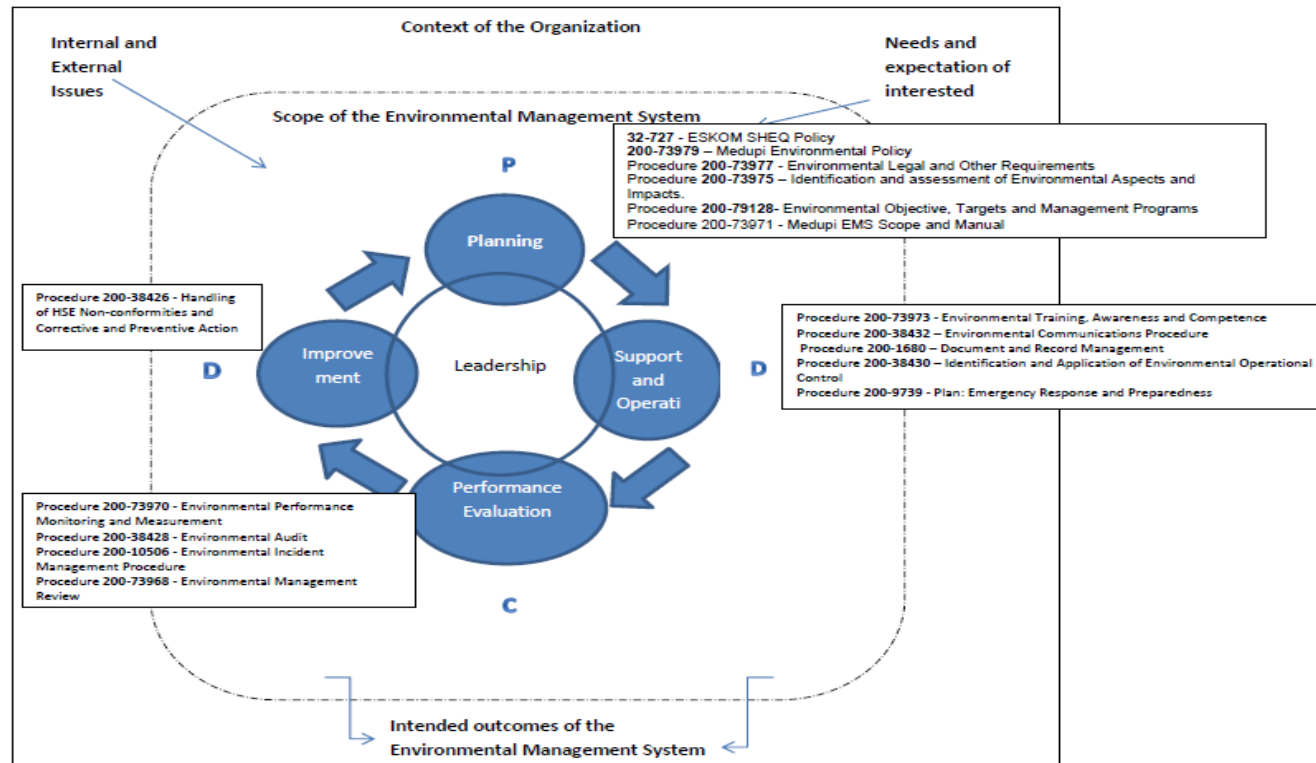 Context of the Organization
Internal and
External
Issues
Needs and
expectation of
interested
Scope of the Environmental Management System
32-727 - ESKOM SHEQ Policy
200-73979 – Medupi Environmental Policy
Procedure 200-73977 - Environmental Legal and Other Requirements
Procedure 200-73975 – Identification and assessment of Environmental Aspects and
Impacts.
Procedure 200-79128- Environmental Objective, Targets and Management Programs
Procedure 200-73971 - Medupi EMS Scope and Manual
P
Planning
Procedure 200-38426 - Handling
of HSE Non-conformities and
Corrective and Preventive Action
D
Improve
ment
Leadership
Support
and
Operati
D
Procedure 200-73973 - Environmental Training, Awareness and Competence
Procedure 200-38432 – Environmental Communications Procedure
Procedure 200-1680 – Document and Record Management
Procedure 200-38430 – Identification and Application of Environmental Operational
Control
Procedure 200-9739 - Plan: Emergency Response and Preparedness
Performance
Evaluation
Procedure 200-73970 - Environmental Performance
Monitoring and Measurement
Procedure 200-38428 - Environmental Audit
Procedure 200-10506 - Environmental Incident
Management Procedure
Procedure 200-73968 - Environmental Management
Review
C
Intended outcomes of the
Environmental Management System